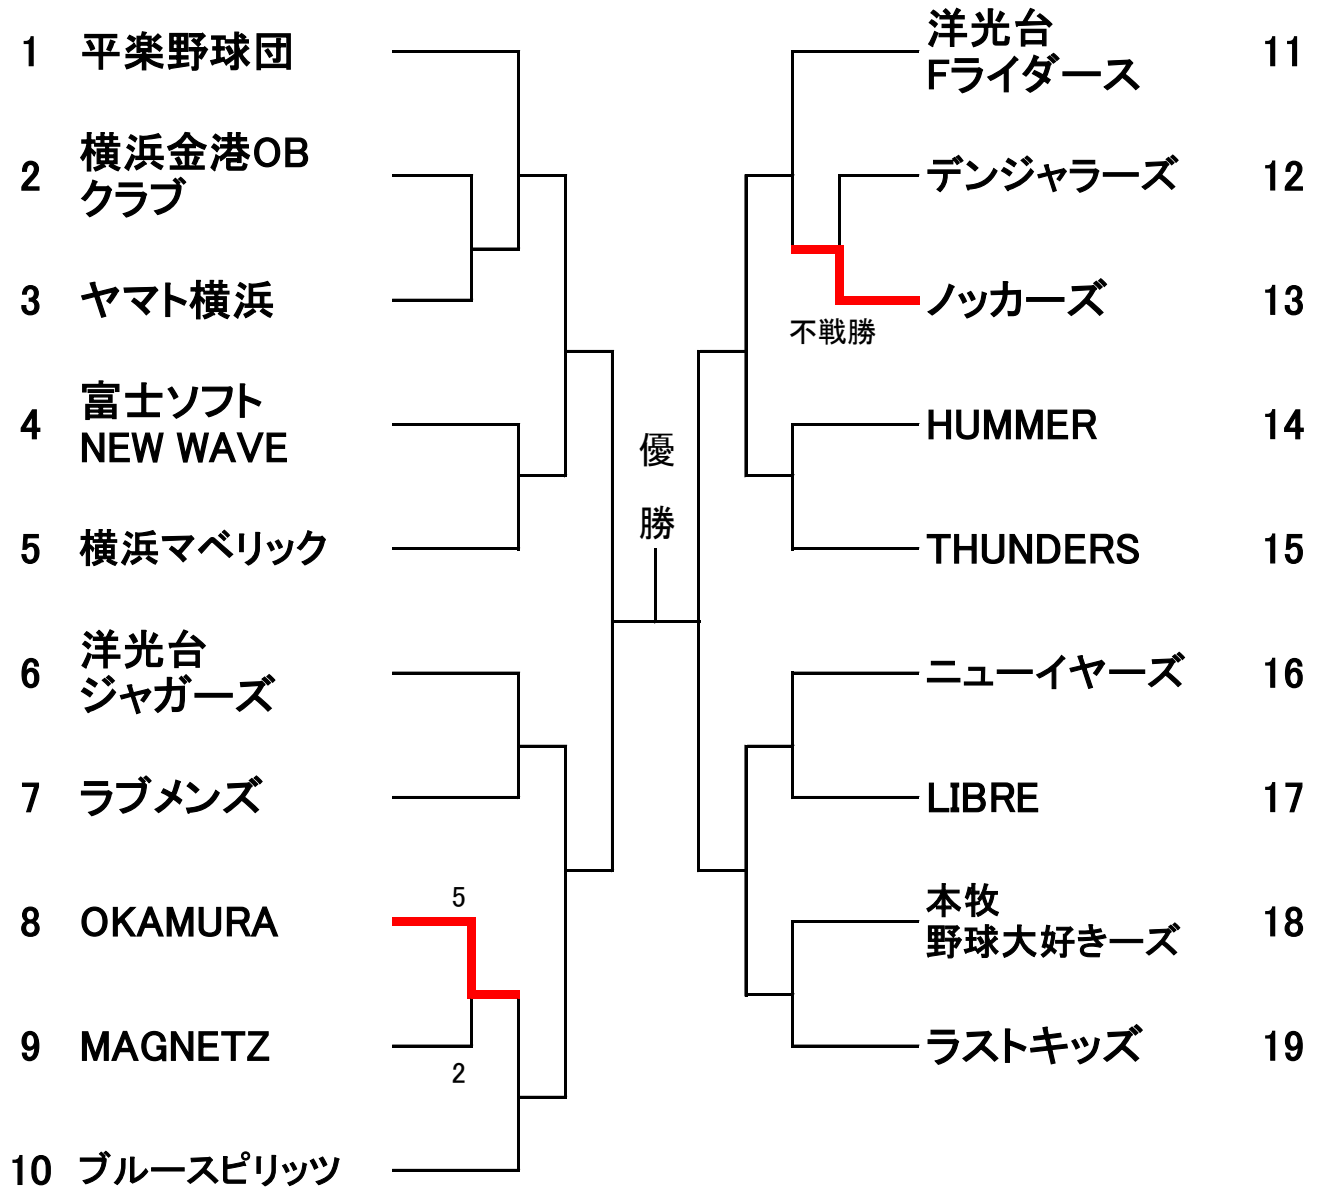 1 平楽野球団
2 横浜金港OB
クラブ
3 ヤマト横浜
4 富士ソフト
NEW WAVE
5 横浜マベリック
6 洋光台
ジャガーズ
7 ラブメンズ
8 OKAMURA
5
9 MAGNETZ
2
10 ブルースピリッツ
優
勝
洋光台
Fライダース 11
デンジャラーズ 12
ノッカーズ 13
不戦勝
HUMMER 14
THUNDERS 15
ニューイヤーズ 16
LIBRE 17
本牧
野球大好きーズ 18
ラストキッズ 19